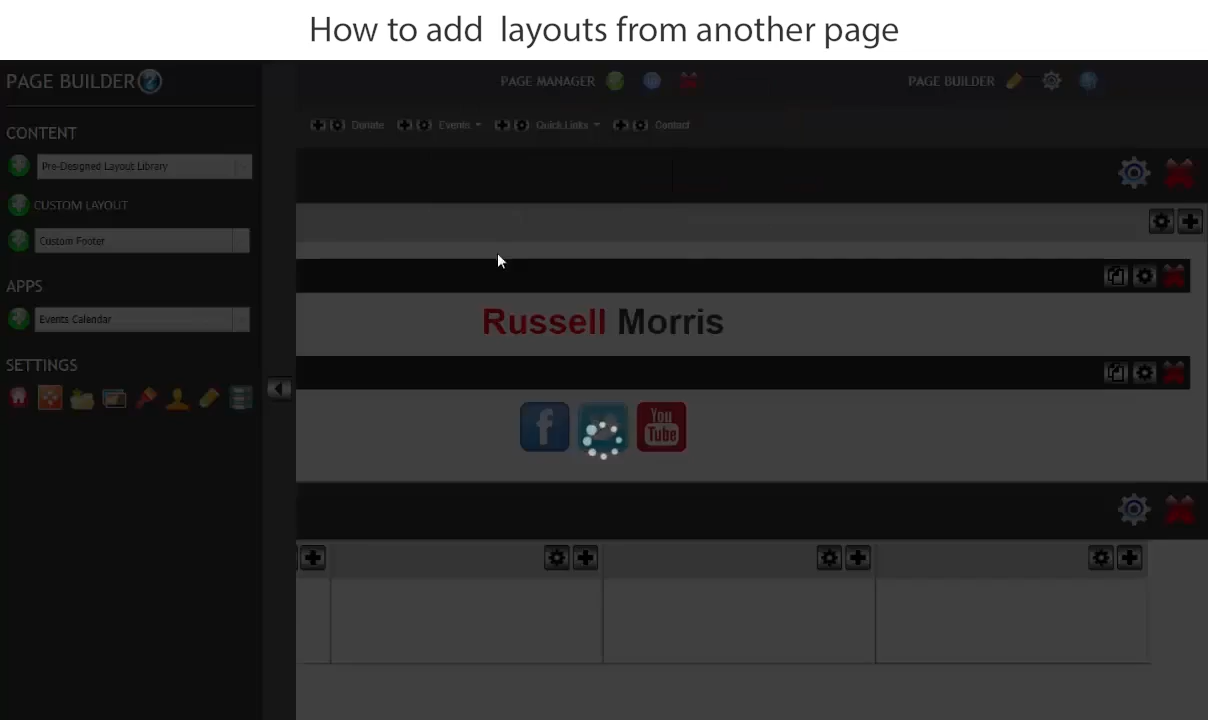 How to add layouts from another page
PAGE BUILDER
PAGE MANAGER
PAGE BUILDER
Donate Events Quick Links Contact
CONTENT
Pre-Designed Layout Library
CUSTOM LAYOUT
Custom Footer
APPS
Events Calendar
SETTINGS
Russell Morris
f
You
Tube